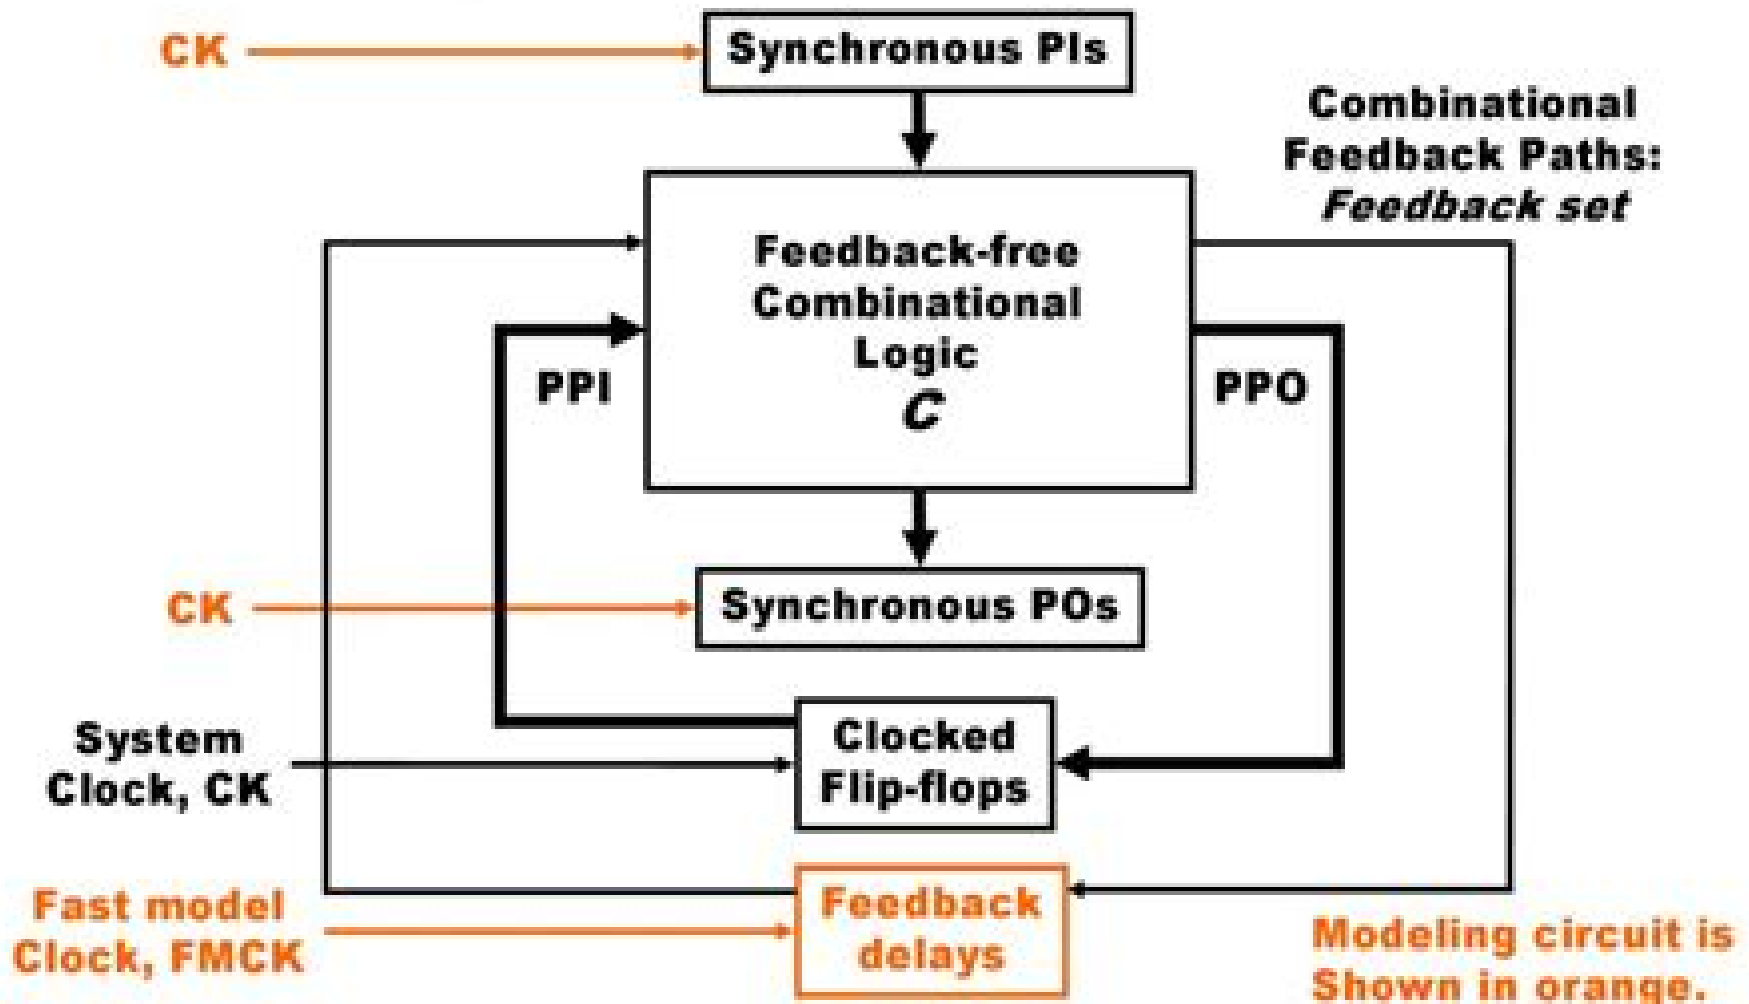 CK
Synchronous PIs
Combinational
Feedback Paths:
Feedback set
Feedback-free
Combinational
Logic
C
PPI
PPO
CK
Synchronous POs
System
Clock, CK
Clocked
Flip-flops
Fast model
Clock, FMCK
Feedback
delays
Modeling circuit is
Shown in orange.